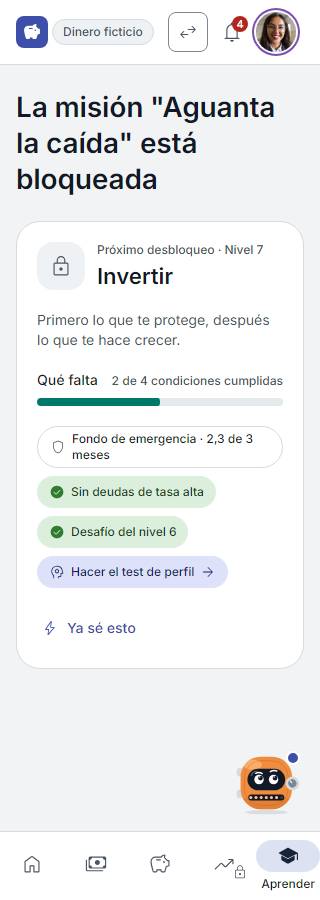 Dinero ficticio
4
La misión "Aguanta
la caída" está
bloqueada
Próximo desbloqueo · Nivel 7
Invertir
Primero lo que te protege, después
lo que te hace crecer.
Qué falta
2 de 4 condiciones cumplidas
Fondo de emergencia · 2,3 de 3
meses
Sin deudas de tasa alta
Desafío del nivel 6
Hacer el test de perfil
Ya sé esto
Aprender